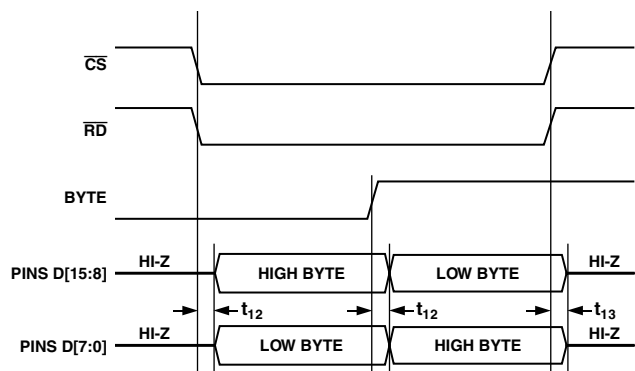 CS
RD
BYTE
HI-Z HIGH BYTE LOW BYTE HI-Z
PINS D[15:8]
t12 t12 t13
HI-Z LOW BYTE HIGH BYTE HI-Z
PINS D[7:0]